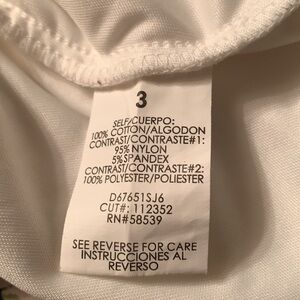 3
SELF/CUERPO:
100% COTTON/ALGODON
CONTRAST/CONTRASTE#1:
95% NYLON
5%SPANDEX
CONTRAST/CONTRASTE#2:
100% POLYESTER/POLIESTER
D67651SJ6
CUT#: 112352
RN#58539
SEE REVERSE FOR CARE
INSTRUCCIONES AL
REVERSO